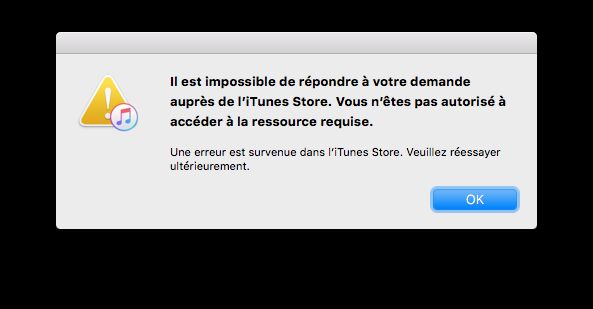 Il est impossible de répondre à votre demande
auprès de l’iTunes Store. Vous n’êtes pas autorisé à
accéder à la ressource requise.
Une erreur est survenue dans l’iTunes Store. Veuillez réessayer
ultérieurement.
OK